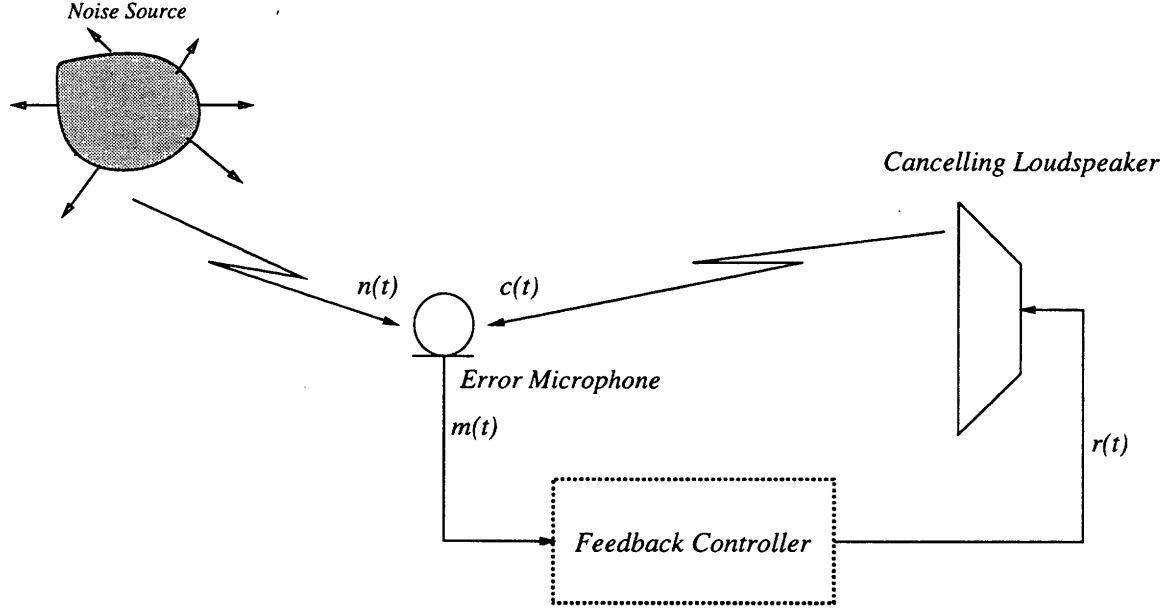 Noise Source
Cancelling Loudspeaker
n(t)
c(t)
Error Microphone
m(t)
r(t)
Feedback Controller